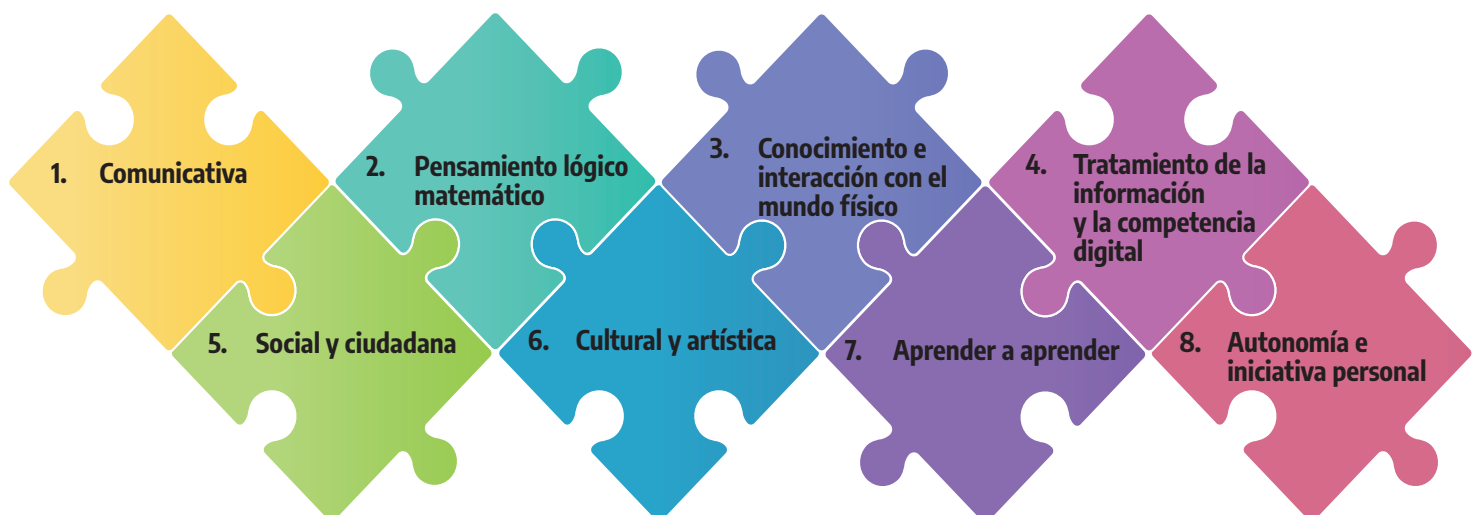 1. Comunicativa
2. Pensamiento lógico
matemático
3. Conocimiento e
interacción con el
mundo físico
4. Tratamiento de la
información
y la competencia
digital
5. Social y ciudadana
6. Cultural y artística
7. Aprender a aprender
8. Autonomía e
iniciativa personal